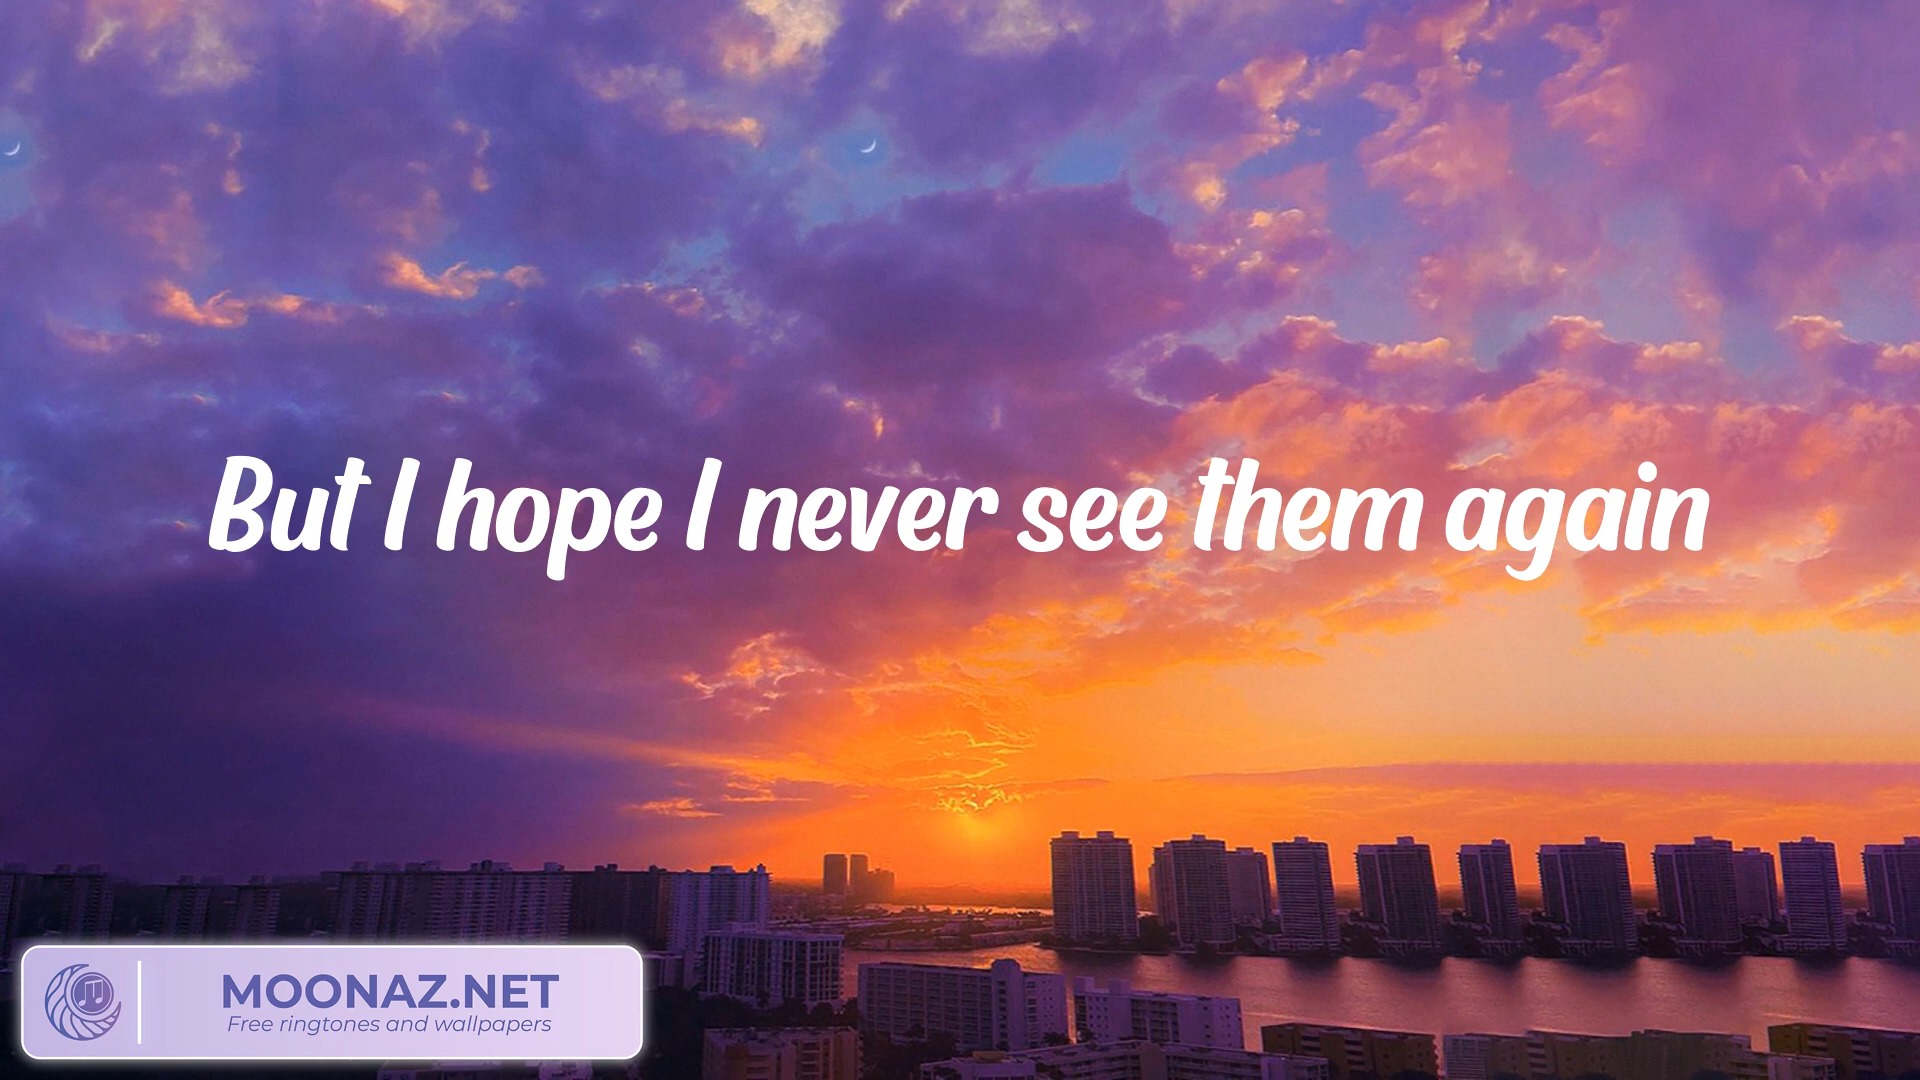 But I hope I never see them again
MOONAZ.NET
Free ringtones and wallpapers